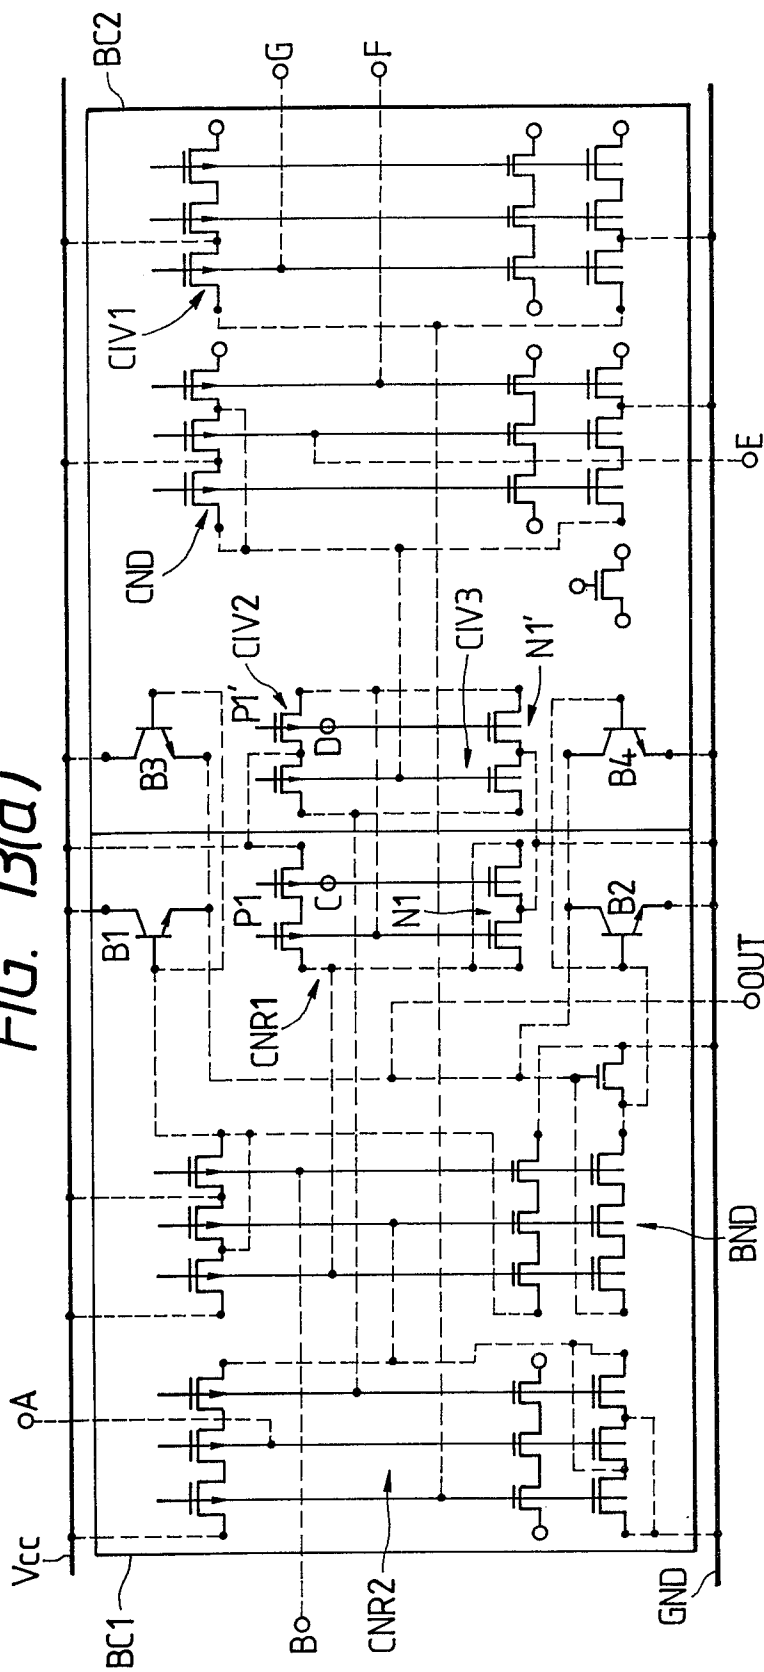 FIG. 13(a)
Vcc
A
BC1
B
CNR2
GND
BND
OUT
CNR1
B1
P1
C
N1
B2
B3
P1'
D
CIV2
CIV3
N1'
B4
CND
E
CIV1
BC2
G
F